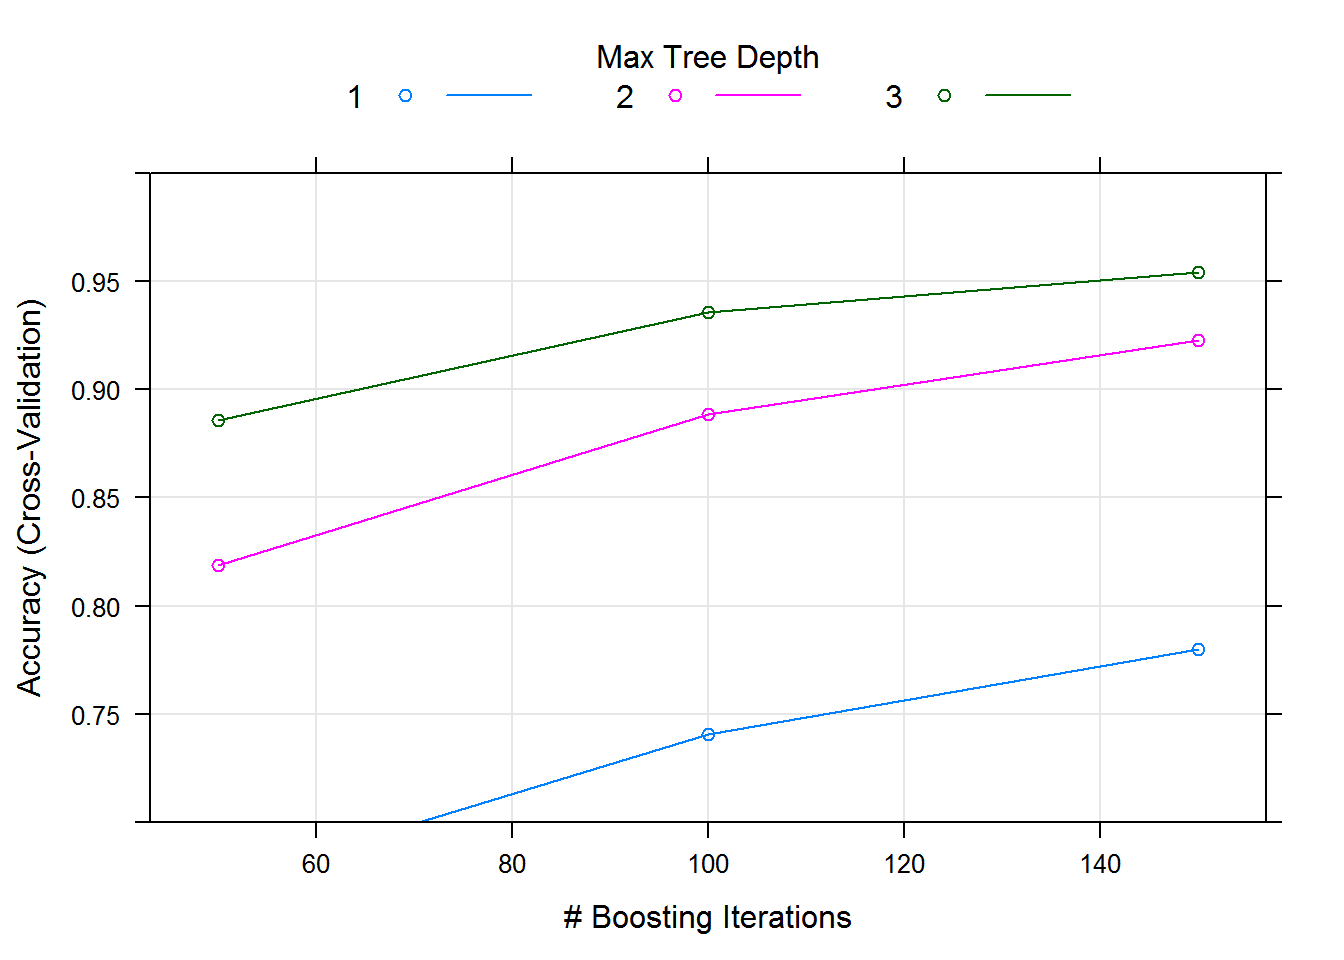 Max Tree Depth
1 2 3
0.95
0.90
0.85
0.80
0.75
Accuracy (Cross-Validation)
60 80 100 120 140
# Boosting Iterations